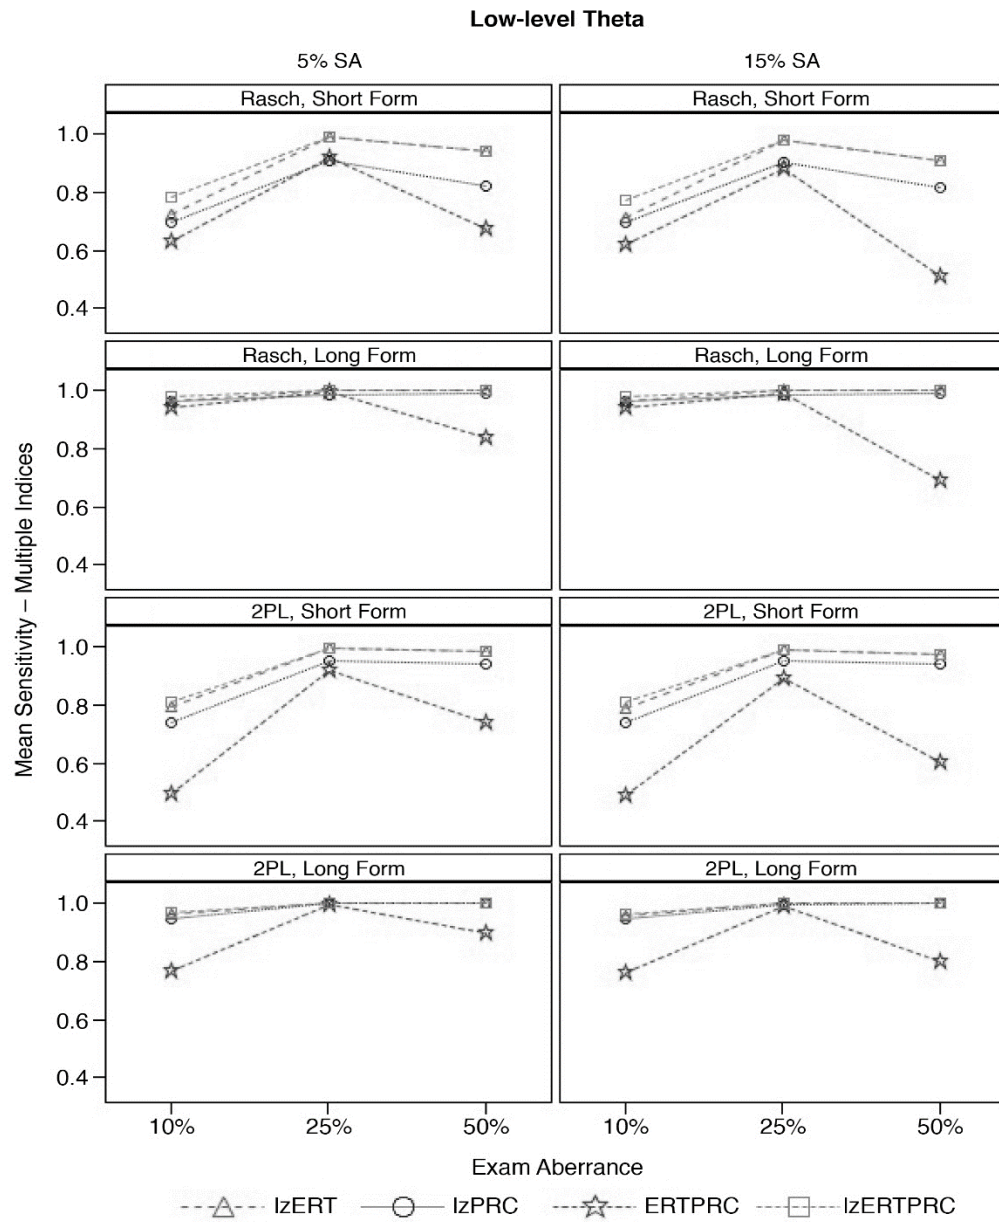 Low-level Theta
5% SA
15% SA
Rasch, Short Form
Rasch, Short Form
1.0
0.8
0.6
0.4
Rasch, Long Form
Rasch, Long Form
1.0
0.8
0.6
0.4
Mean Sensitivity – Multiple Indices
2PL, Short Form
2PL, Short Form
1.0
0.8
0.6
0.4
2PL, Long Form
2PL, Long Form
1.0
0.8
0.6
0.4
10% 25% 50%
10% 25% 50%
Exam Aberrance
lzERT lzPRC ERTPRC lzERTPRC